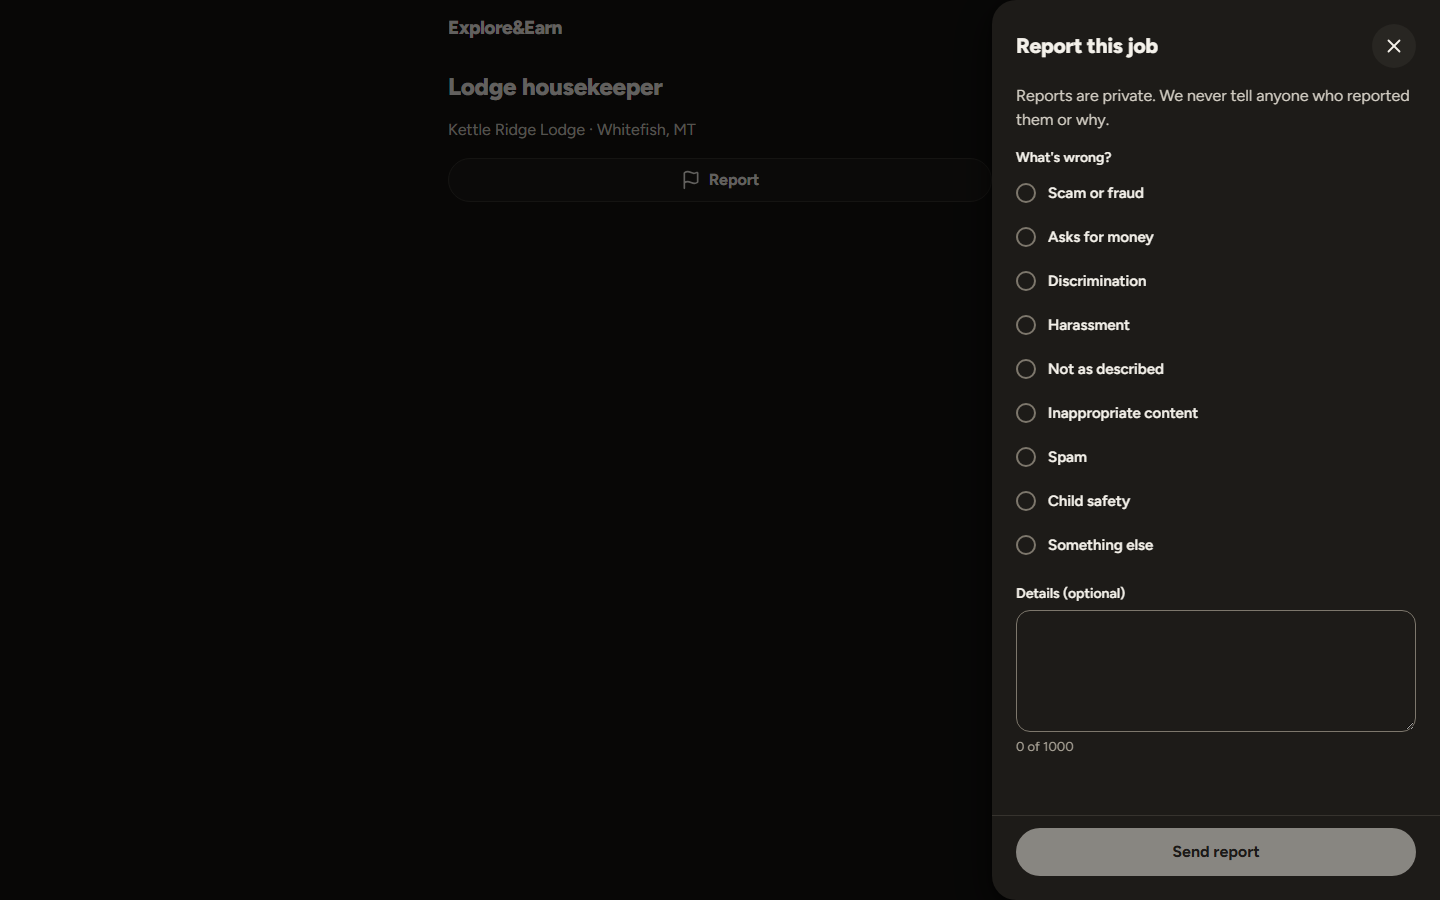 Explore&Earn
Lodge housekeeper
Kettle Ridge Lodge · Whitefish, MT
Report
Report this job
Reports are private. We never tell anyone who reported
them or why.
What's wrong?
Scam or fraud
Asks for money
Discrimination
Harassment
Not as described
Inappropriate content
Spam
Child safety
Something else
Details (optional)
0 of 1000
Send report